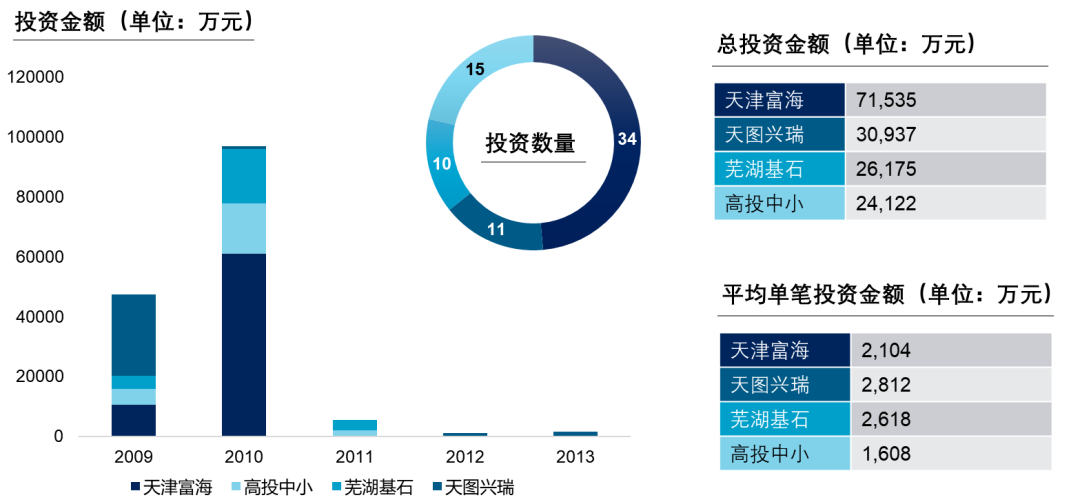 投资金额（单位：万元）
120000
100000
80000
60000
40000
20000
0
2009
2010
2011
2012
2013
天津富海
高投中小
芜湖基石
天图兴瑞
投资数量
34
11
10
15
总投资金额（单位：万元）
天津富海 71,535
天图兴瑞 30,937
芜湖基石 26,175
高投中小 24,122
平均单笔投资金额（单位：万元）
天津富海 2,104
天图兴瑞 2,812
芜湖基石 2,618
高投中小 1,608